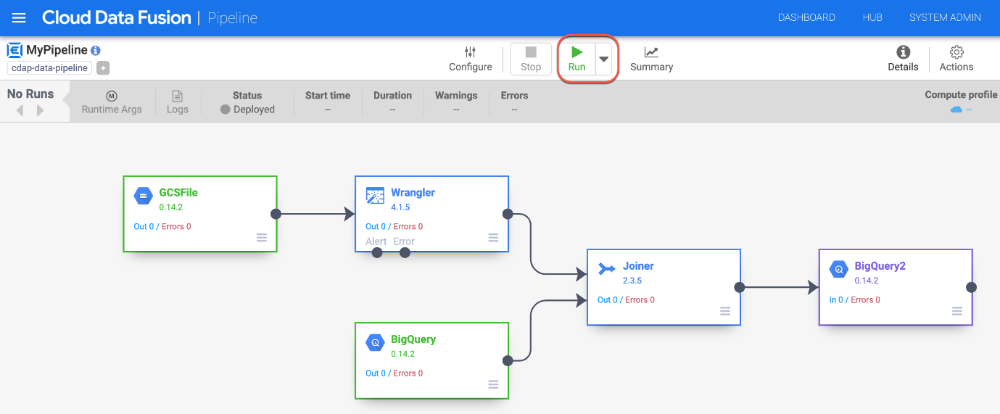 Cloud Data Fusion | Pipeline DASHBOARD HUB SYSTEM ADMIN
MyPipeline
cdap-data-pipeline +
Configure Stop Run Summary Details Actions
No Runs
M
Runtime Args
Logs
Status
Deployed
Start time
--
Duration
--
Warnings
--
Errors
--
Compute profile
--
GCSFile
0.14.2
Out 0 / Errors 0
Wrangler
4.1.5
Out 0 / Errors 0
Alert Error
BigQuery
0.14.2
Out 0 / Errors 0
Joiner
2.3.5
Out 0 / Errors 0
BigQuery2
0.14.2
In 0 / Errors 0